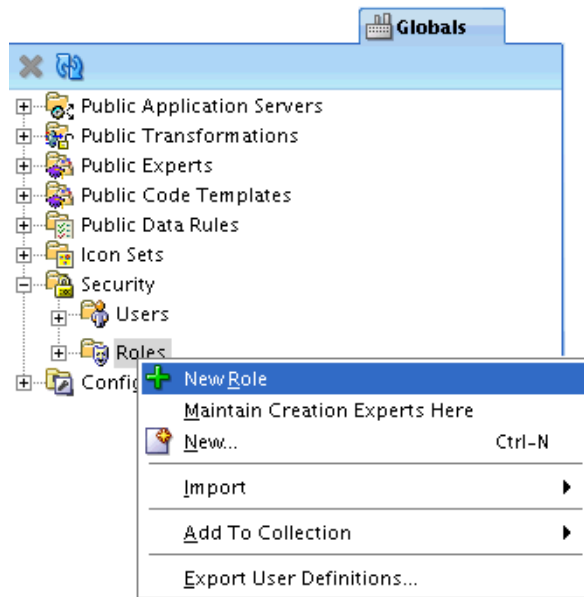 Globals
Public Application Servers
Public Transformations
Public Experts
Public Code Templates
Public Data Rules
Icon Sets
Security
Users
Roles
Config
New Role
Maintain Creation Experts Here
New... Ctrl-N
Import
Add To Collection
Export User Definitions...